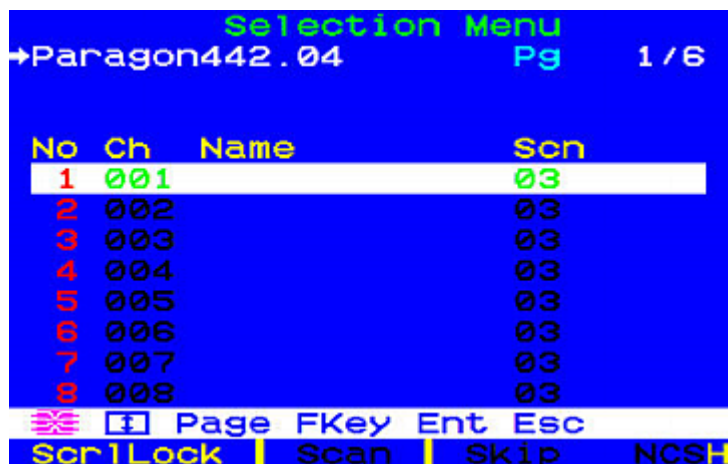 Selection Menu
→Paragon442.04 Pg 1/6
No Ch Name Scn
1 001 03
2 002 03
3 003 03
4 004 03
5 005 03
6 006 03
7 007 03
8 008 03
Page FKey Ent Esc
ScrlLock Scan Skip NCSH